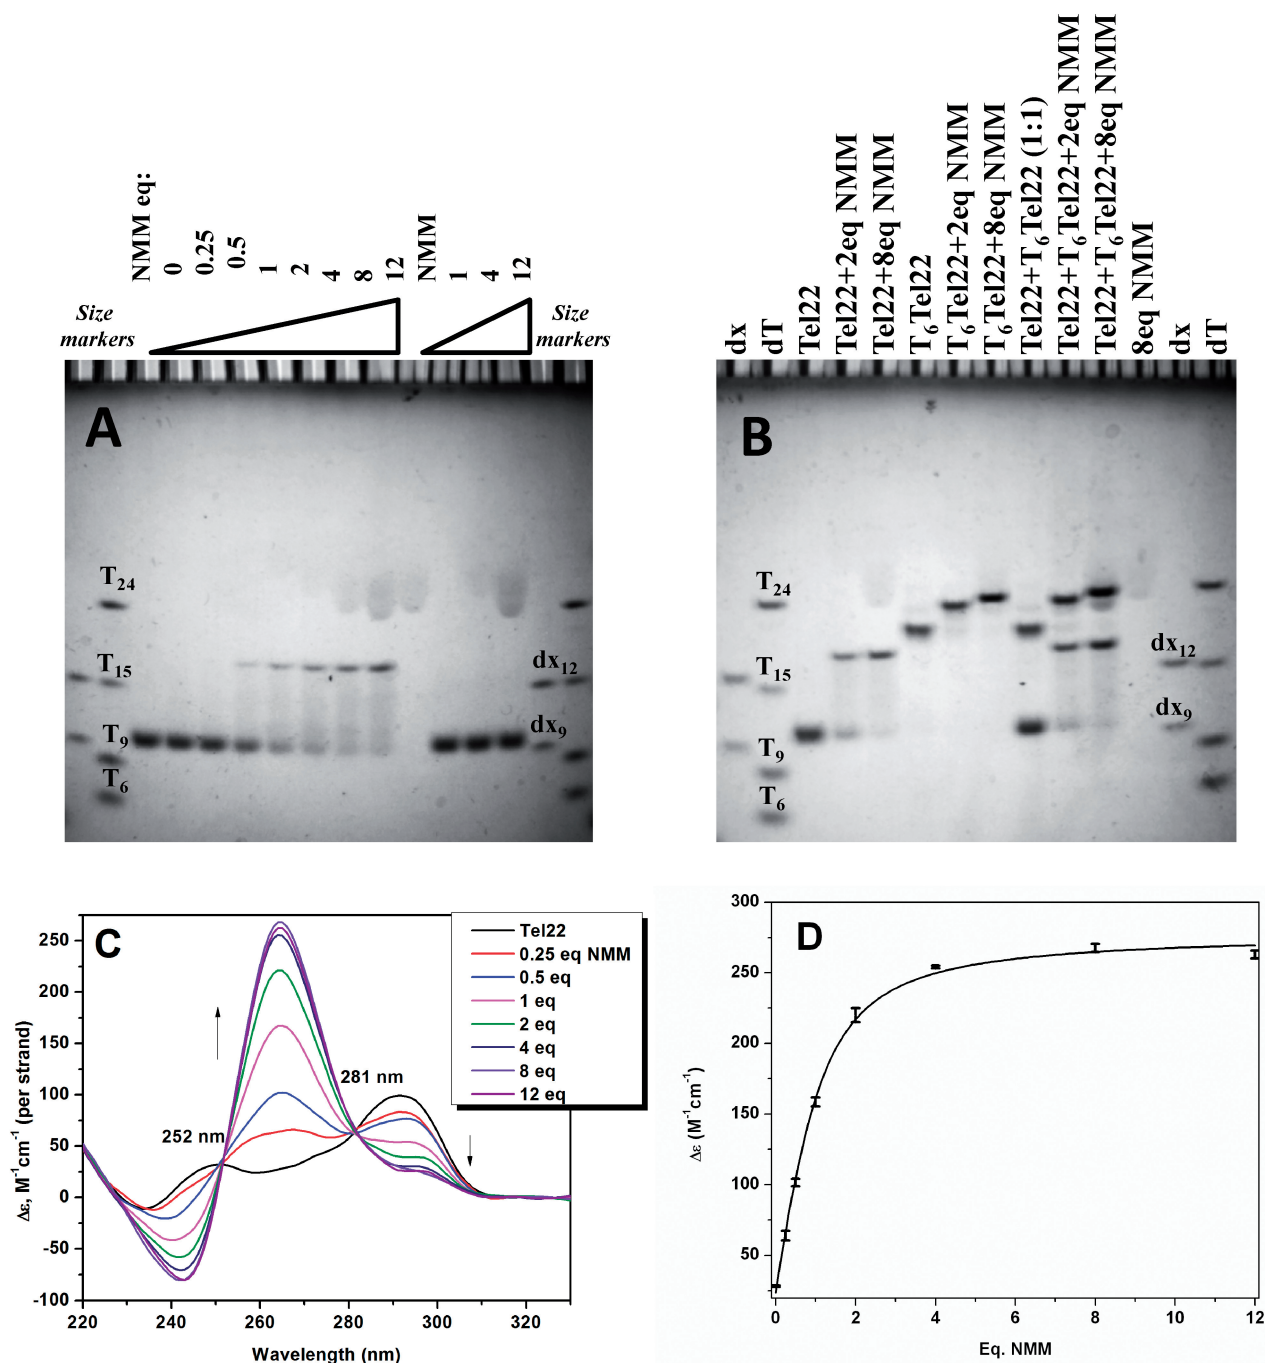 NMM eq:
0
0.25
0.5
1
2
4
8
12
NMM
1
4
12
Size
markers
Size
markers
A
T24
T15
T9
T6
dx12
dx9
dx
dT
Tel22
Tel22+2eq NMM
Tel22+8eq NMM
T6Tel22
T6Tel22+2eq NMM
T6Tel22+8eq NMM
Tel22+T6Tel22 (1:1)
Tel22+T6Tel22+2eq NMM
Tel22+T6Tel22+8eq NMM
8eq NMM
dx
dT
B
T24
T15
T9
T6
dx12
dx9
C
Δε, M-1cm-1 (per strand)
250
200
150
100
50
0
-50
-100
220
240
260
280
300
320
Wavelength (nm)
252 nm
281 nm
Tel22
0.25 eq NMM
0.5 eq
1 eq
2 eq
4 eq
8 eq
12 eq
D
Δε (M-1cm-1)
300
250
200
150
100
50
0
2
4
6
8
10
12
Eq. NMM